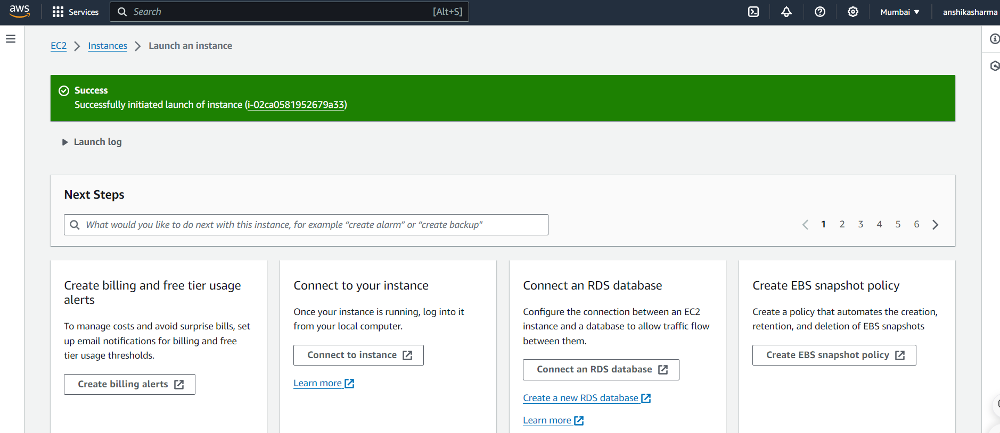 aws
Services
Search [Alt+S]
Mumbai
anshikasharma
EC2
Instances
Launch an instance
Success
Successfully initiated launch of instance (i-02ca0581952679a33)
Launch log
Next Steps
What would you like to do next with this instance, for example “create alarm” or “create backup"
1 2 3 4 5 6
Create billing and free tier usage
alerts
To manage costs and avoid surprise bills, set
up email notifications for billing and free
tier usage thresholds.
Create billing alerts
Connect to your instance
Once your instance is running, log into it
from your local computer.
Connect to instance
Learn more
Connect an RDS database
Configure the connection between an EC2
instance and a database to allow traffic flow
between them.
Connect an RDS database
Create a new RDS database
Learn more
Create EBS snapshot policy
Create a policy that automates the creation,
retention, and deletion of EBS snapshots
Create EBS snapshot policy